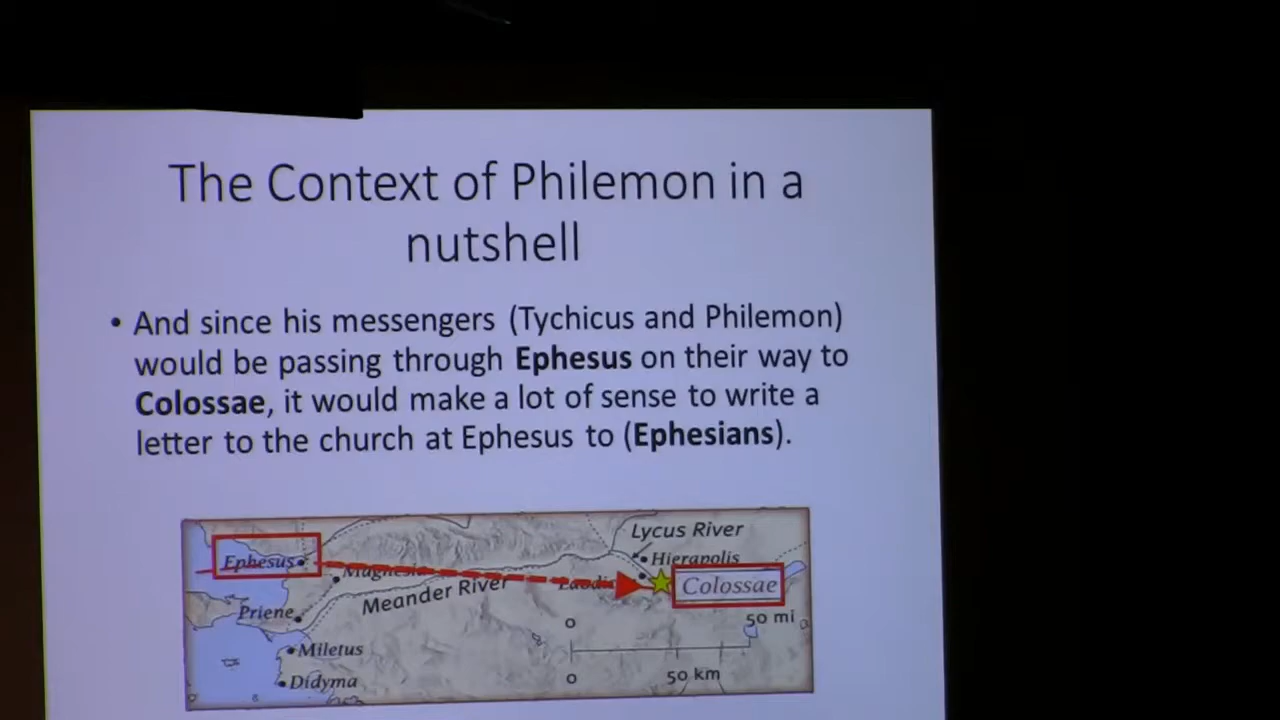 The Context of Philemon in a
nutshell
• And since his messengers (Tychicus and Philemon)
would be passing through Ephesus on their way to
Colossae, it would make a lot of sense to write a
letter to the church at Ephesus to (Ephesians).
Lycus River
Ephesus
Hierapolis
Magnesia
Colossae
Meander River
Priene
0
50 mi
Miletus
0
50 km
Didyma